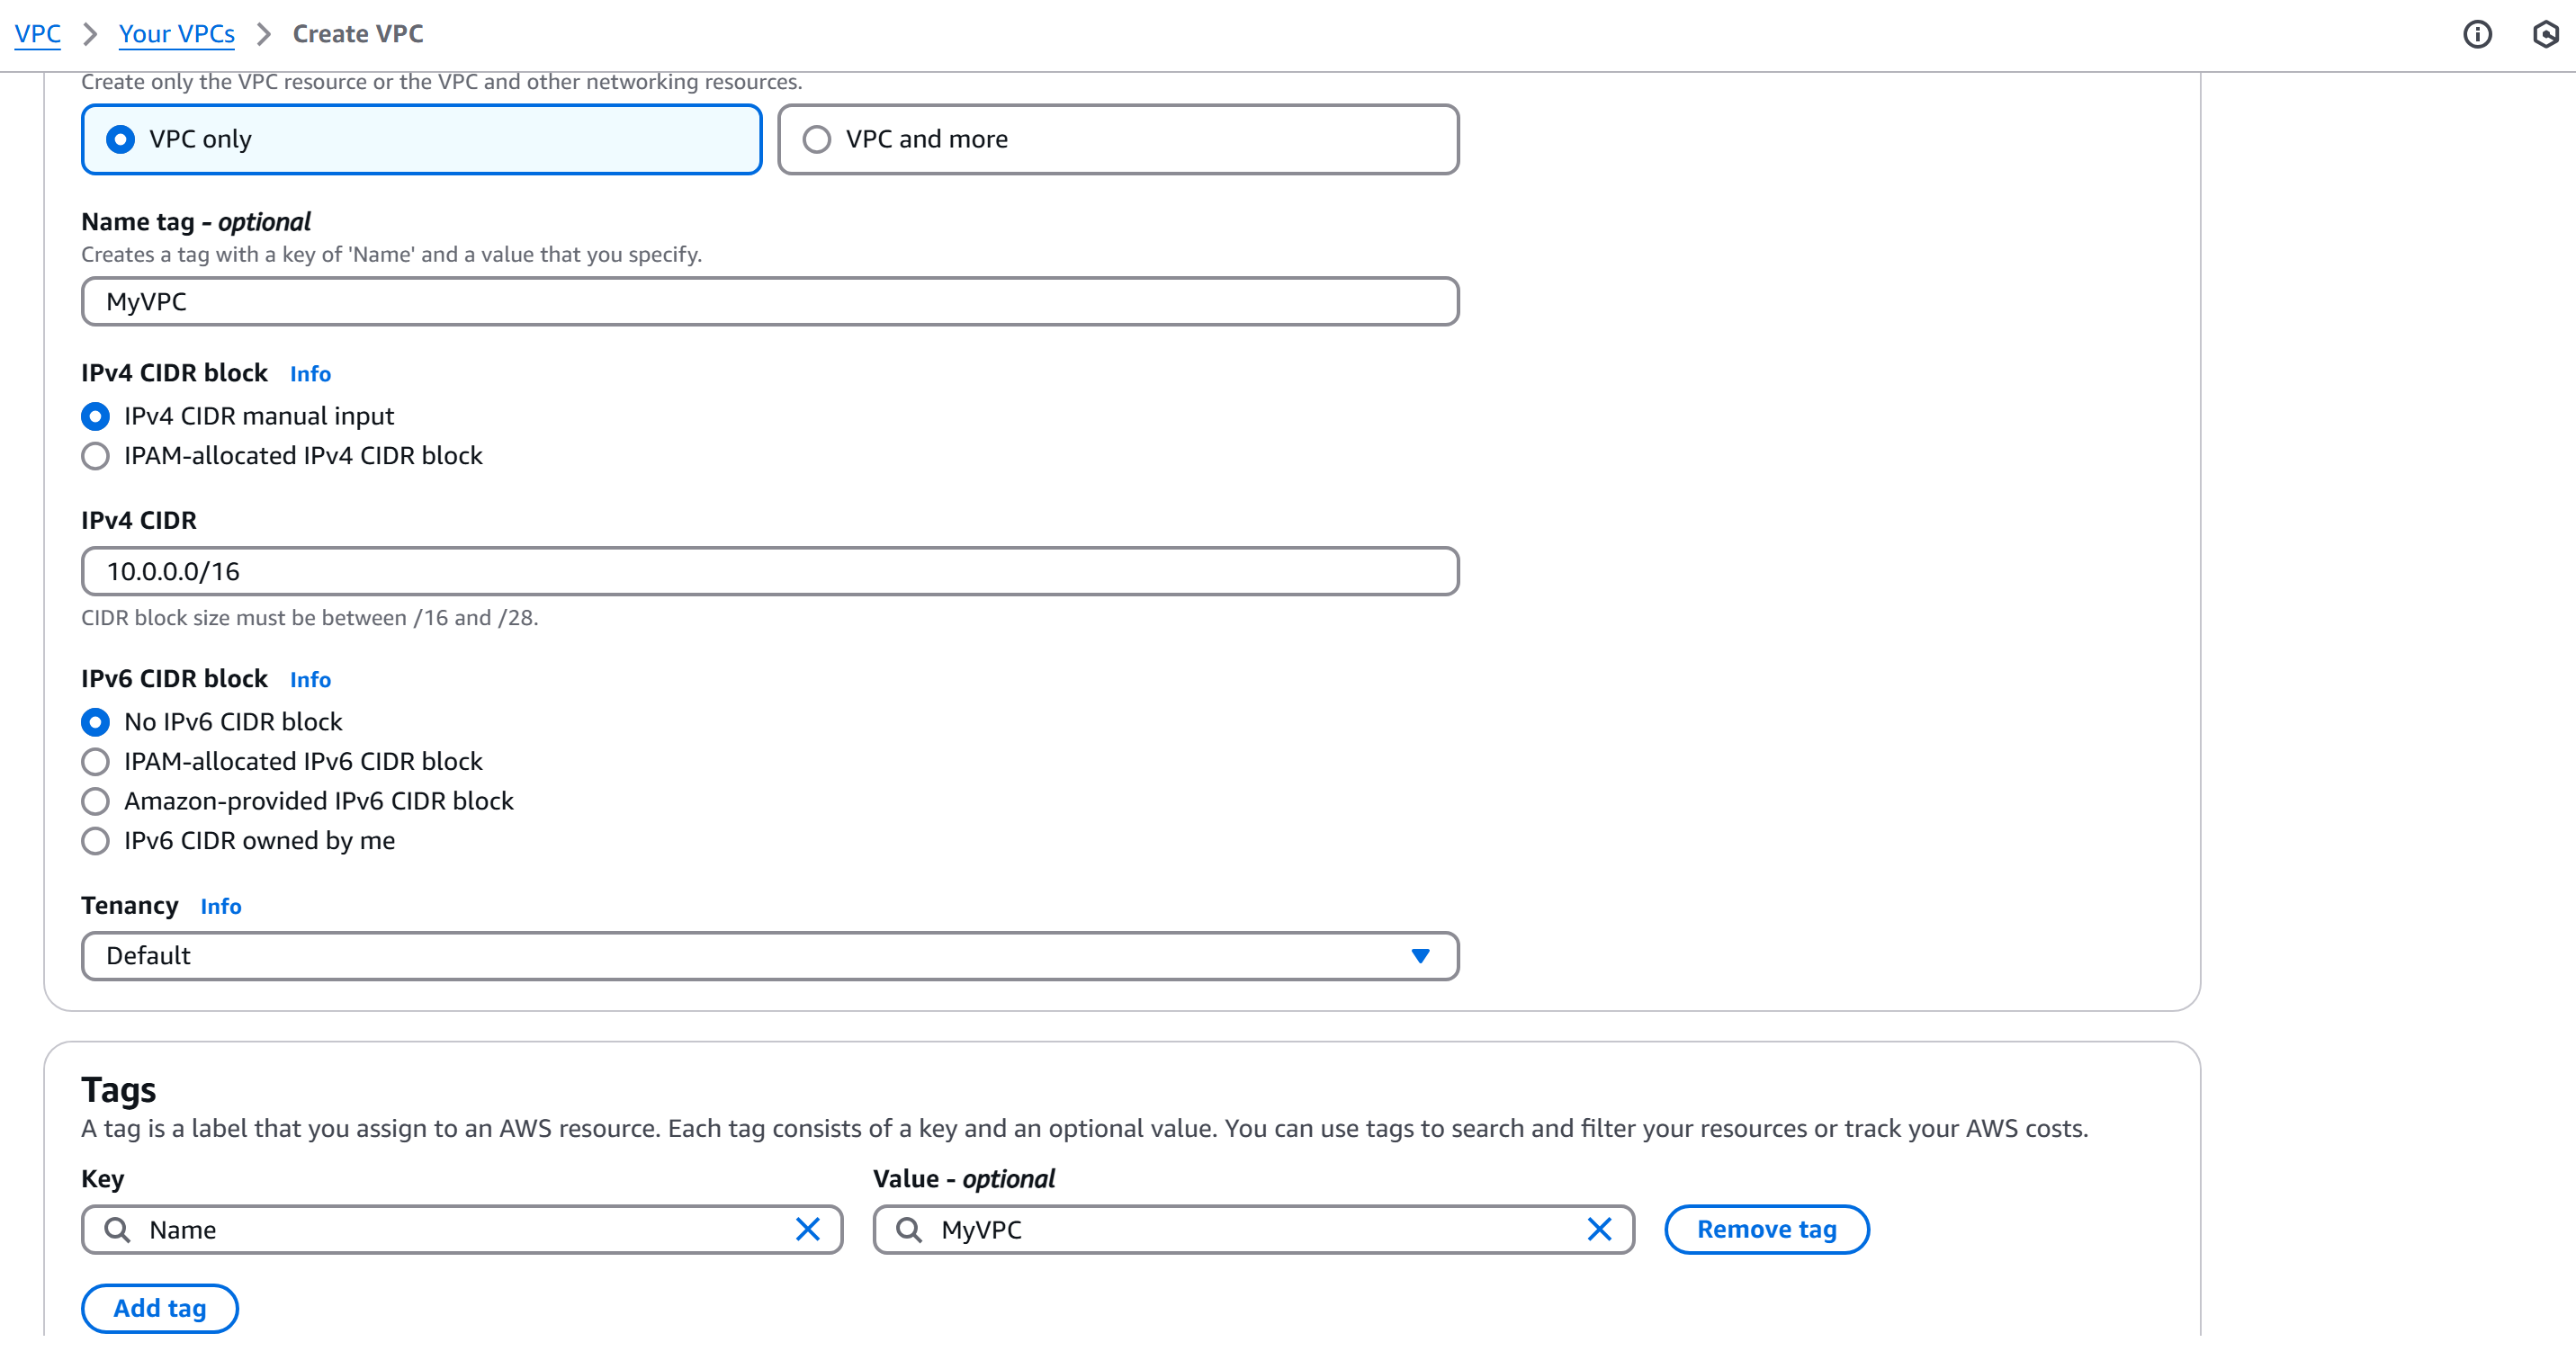 VPC > Your VPCs > Create VPC
Create only the VPC resource or the VPC and other networking resources.
VPC only
VPC and more
Name tag - optional
Creates a tag with a key of 'Name' and a value that you specify.
MyVPC
IPv4 CIDR block Info
IPv4 CIDR manual input
IPAM-allocated IPv4 CIDR block
IPv4 CIDR
10.0.0.0/16
CIDR block size must be between /16 and /28.
IPv6 CIDR block Info
No IPv6 CIDR block
IPAM-allocated IPv6 CIDR block
Amazon-provided IPv6 CIDR block
IPv6 CIDR owned by me
Tenancy Info
Default
Tags
A tag is a label that you assign to an AWS resource. Each tag consists of a key and an optional value. You can use tags to search and filter your resources or track your AWS costs.
Key
Value - optional
Name
MyVPC
Remove tag
Add tag